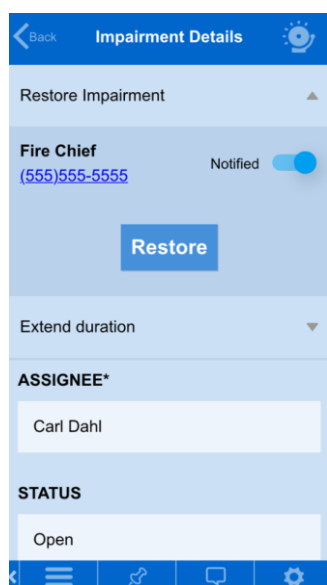 Back Impairment Details
Restore Impairment
Fire Chief
Notified
(555)555-5555
Restore
Extend duration
ASSIGNEE*
Carl Dahl
STATUS
Open